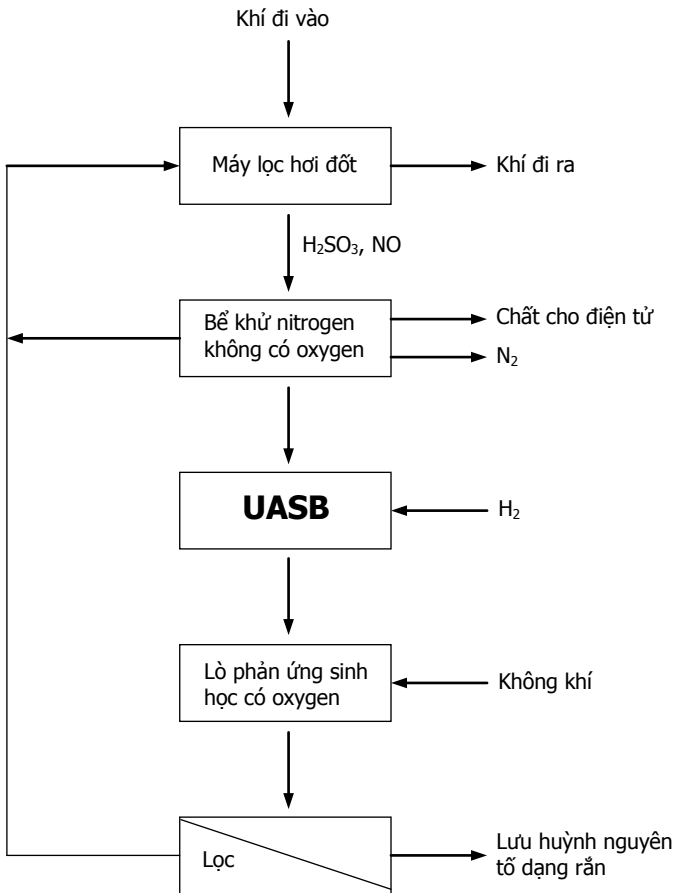 Khí đi vào
Máy lọc hơi đốt
Khí đi ra
H₂SO₃, NO
Bể khử nitrogen
không có oxygen
Chất cho điện tử
N₂
UASB
H₂
Lò phản ứng sinh
học có oxygen
Không khí
Lọc
Lưu huỳnh nguyên
tố dạng rắn